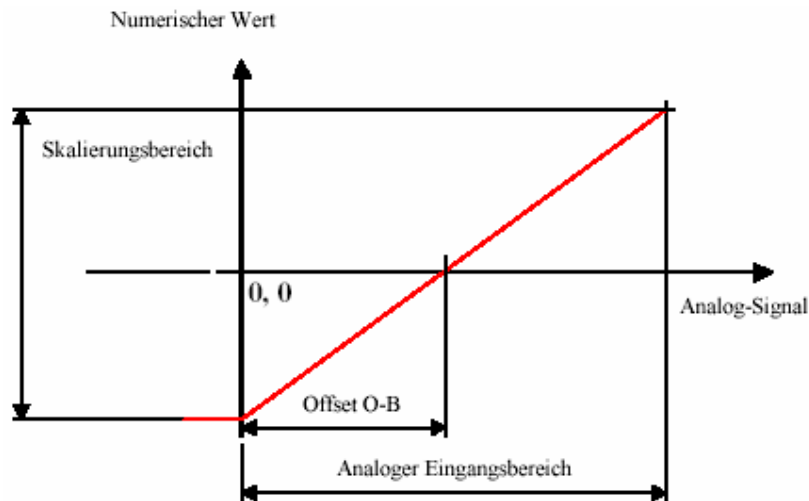 Numerischer Wert
Skalierungsbereich
0, 0
Analog-Signal
Offset O-B
Analoger Eingangsbereich